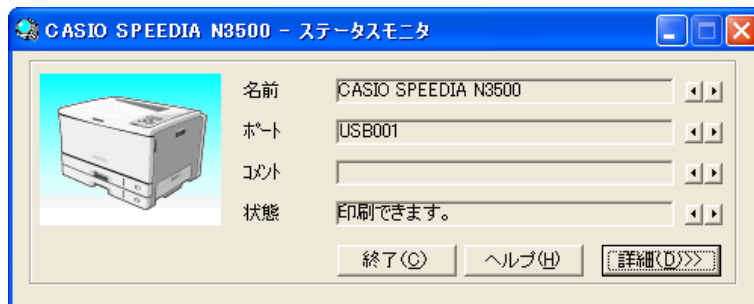 CASIO SPEEDIA N3500 - ステータスモニタ
名前 CASIO SPEEDIA N3500
ポート USB001
コメント
状態 印刷できます。
終了(C) ヘルプ(H) 詳細(D)>>>